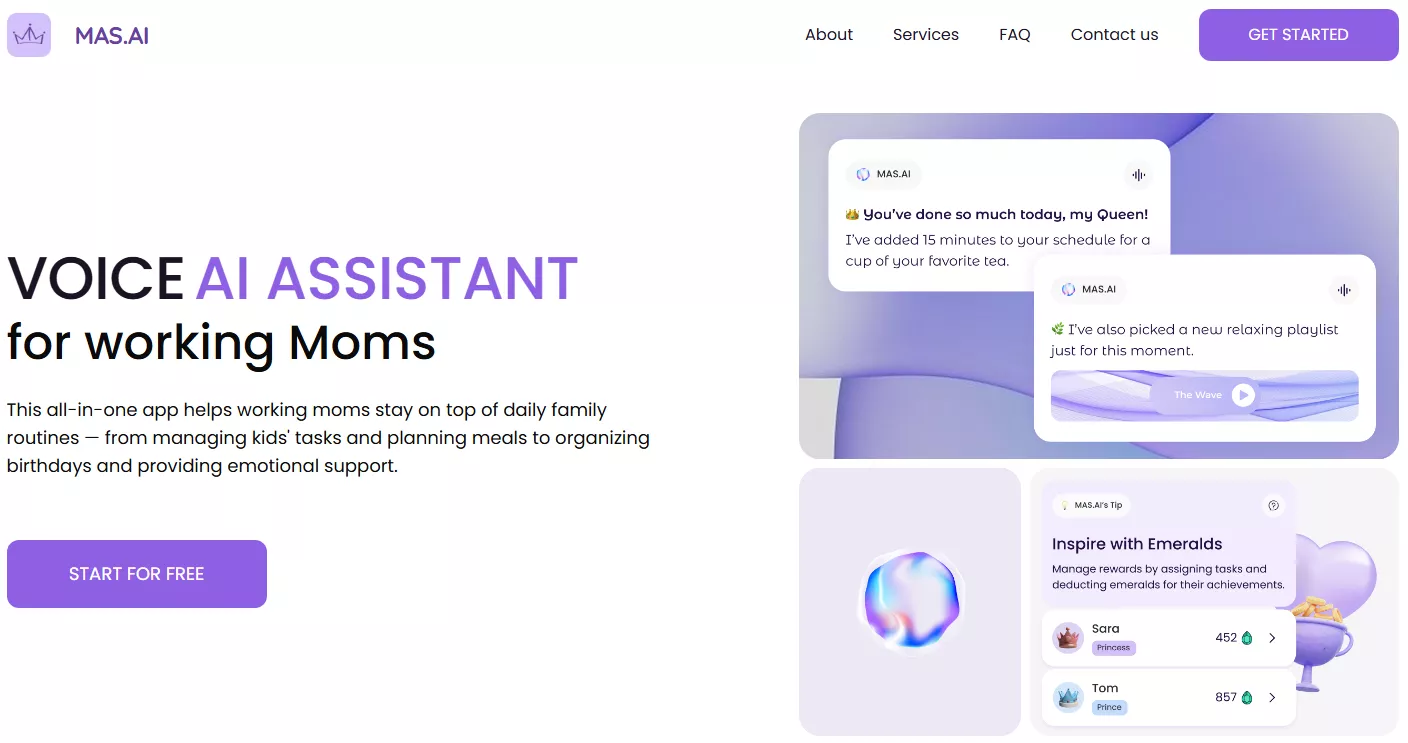 MAS.AI
About Services FAQ Contact us GET STARTED
VOICE AI ASSISTANT
for working Moms
This all-in-one app helps working moms stay on top of daily family
routines — from managing kids' tasks and planning meals to organizing
birthdays and providing emotional support.
START FOR FREE
MAS.AI
👑 You've done so much today, my Queen!
I've added 15 minutes to your schedule for a
cup of your favorite tea.
MAS.AI
🌿 I've also picked a new relaxing playlist
just for this moment.
The Wave
MAS.AI's Tip
Inspire with Emeralds
Manage rewards by assigning tasks and
deducting emeralds for their achievements.
Sara
Princess
452
Tom
Prince
857